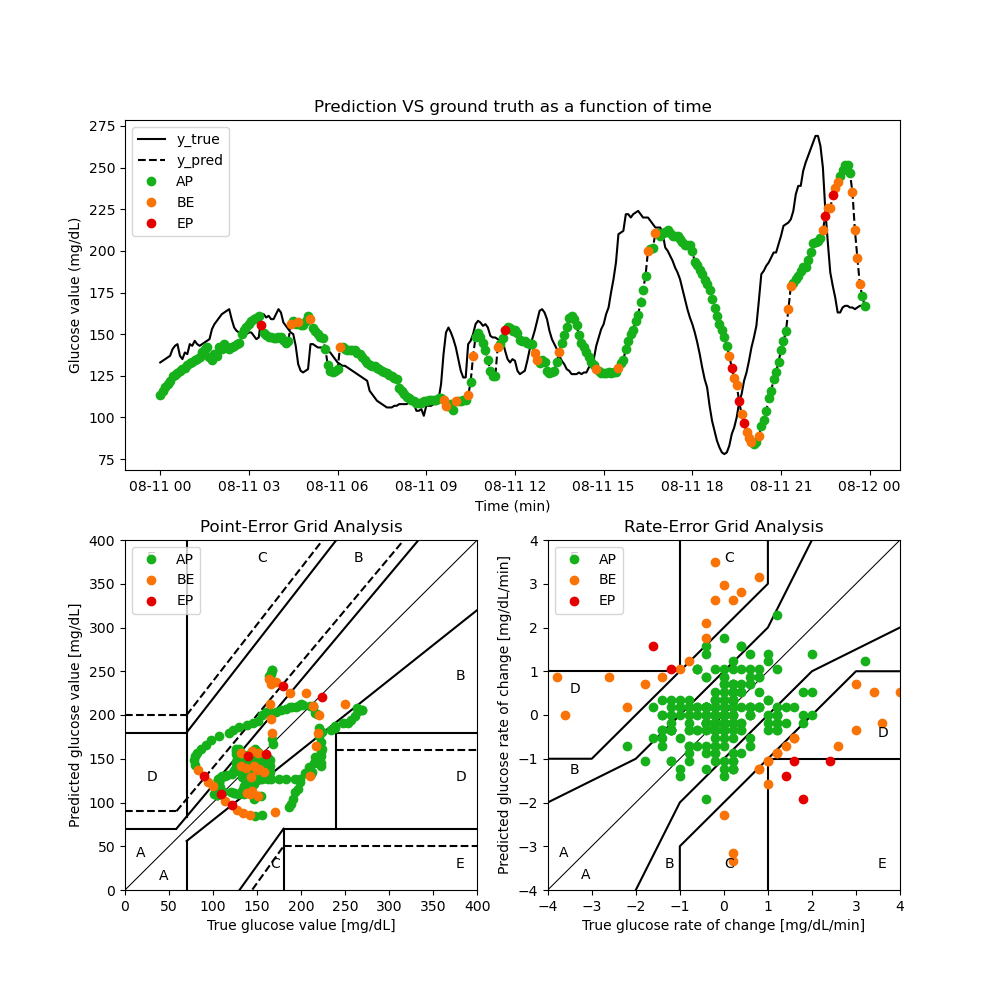 Prediction VS ground truth as a function of time
Glucose value (mg/dL)
275
250
225
200
175
150
125
100
75
y_true
y_pred
AP
BE
EP
08-11 00 08-11 03 08-11 06 08-11 09 08-11 12 08-11 15 08-11 18 08-11 21 08-12 00
Time (min)
Point-Error Grid Analysis
Predicted glucose value [mg/dL]
400
350
300
250
200
150
100
50
0
AP
BE
EP
C B
B
D D
A
A C E
0 50 100 150 200 250 300 350 400
True glucose value [mg/dL]
Rate-Error Grid Analysis
Predicted glucose rate of change [mg/dL/min]
4
3
2
1
0
−1
−2
−3
−4
AP
BE
EP
C
D
D
B
A
A B C E
−4 −3 −2 −1 0 1 2 3 4
True glucose rate of change [mg/dL/min]